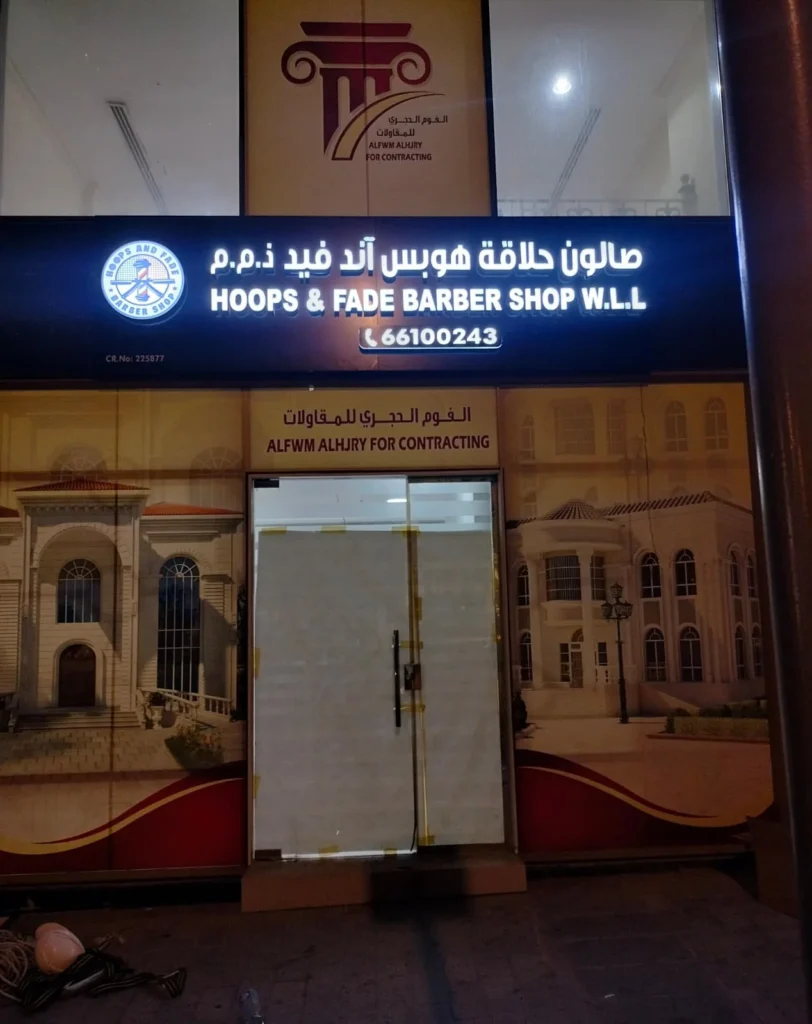 الفوم الحجري
للمقاولات
ALFWM ALHJRY
FOR CONTRACTING
HOOPS AND FADE
BARBER SHOP
صالون حلاقة هوبس آند فيد ذ.م.م
HOOPS & FADE BARBER SHOP W.L.L
66100243
CR.No: 225877
الفوم الحجري للمقاولات
ALFWM ALHJRY FOR CONTRACTING